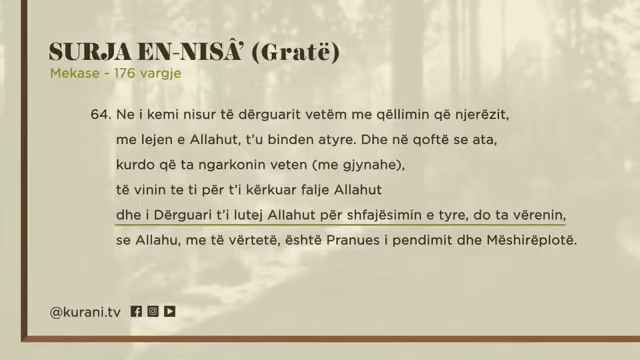 SURJA EN-NISÂ’ (Gratë)
Mekase - 176 vargje
64. Ne i kemi nisur të dërguarit vetëm me qëllimin që njerëzit,
me lejen e Allahut, t’u binden atyre. Dhe në qoftë se ata,
kurdo që ta ngarkonin veten (me gjynahe),
të vinin te ti për t’i kërkuar falje Allahut
dhe i Dërguari t’i lutej Allahut për shfajësimin e tyre, do ta vërenin,
se Allahu, me të vërtetë, është Pranues i pendimit dhe Mëshirëplotë.
@kurani.tv